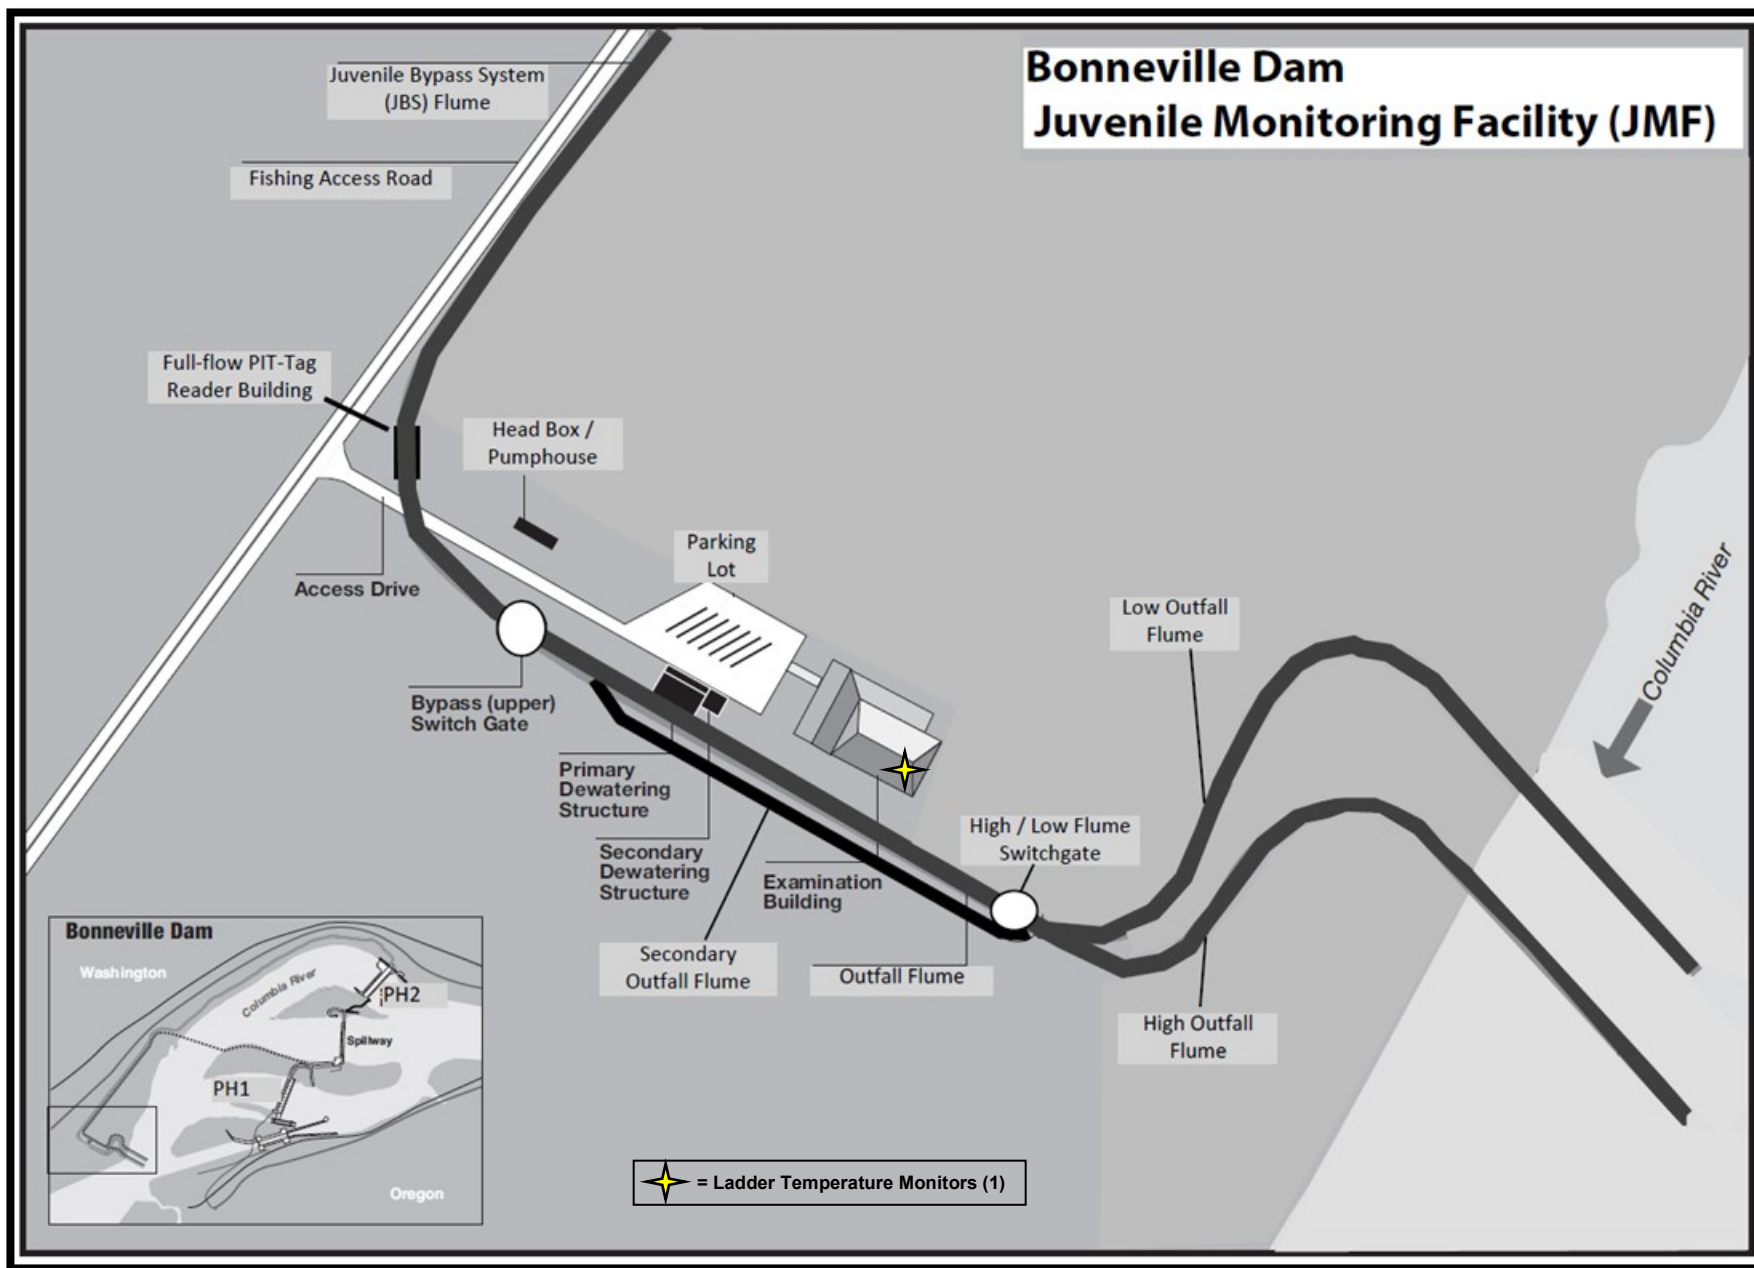 Bonneville Dam
Juvenile Monitoring Facility (JMF)
Juvenile Bypass System
(JBS) Flume
Fishing Access Road
Full-flow PIT-Tag
Reader Building
Head Box /
Pumphouse
Parking
Lot
Access Drive
Bypass (upper)
Switch Gate
Low Outfall
Flume
Columbia River
Primary
Dewatering
Structure
High / Low Flume
Switchgate
Secondary
Dewatering
Structure
Examination
Building
Secondary
Outfall Flume
Outfall Flume
High Outfall
Flume
Bonneville Dam
Washington
Columbia River
PH2
Spillway
PH1
Oregon
= Ladder Temperature Monitors (1)